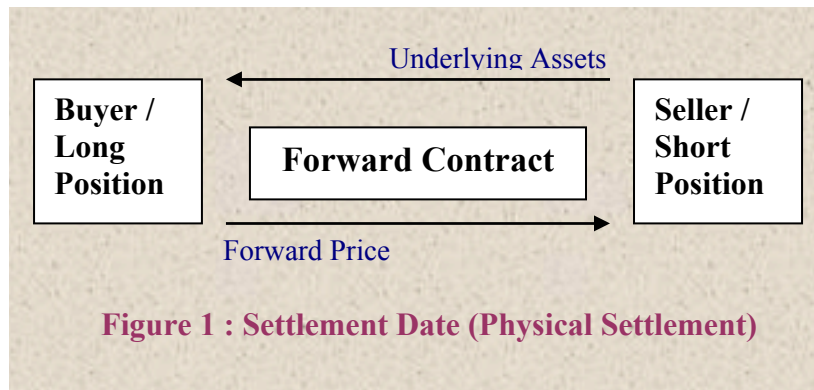 Underlying Assets
Buyer /
Long
Position
Forward Contract
Seller /
Short
Position
Forward Price
Figure 1 : Settlement Date (Physical Settlement)